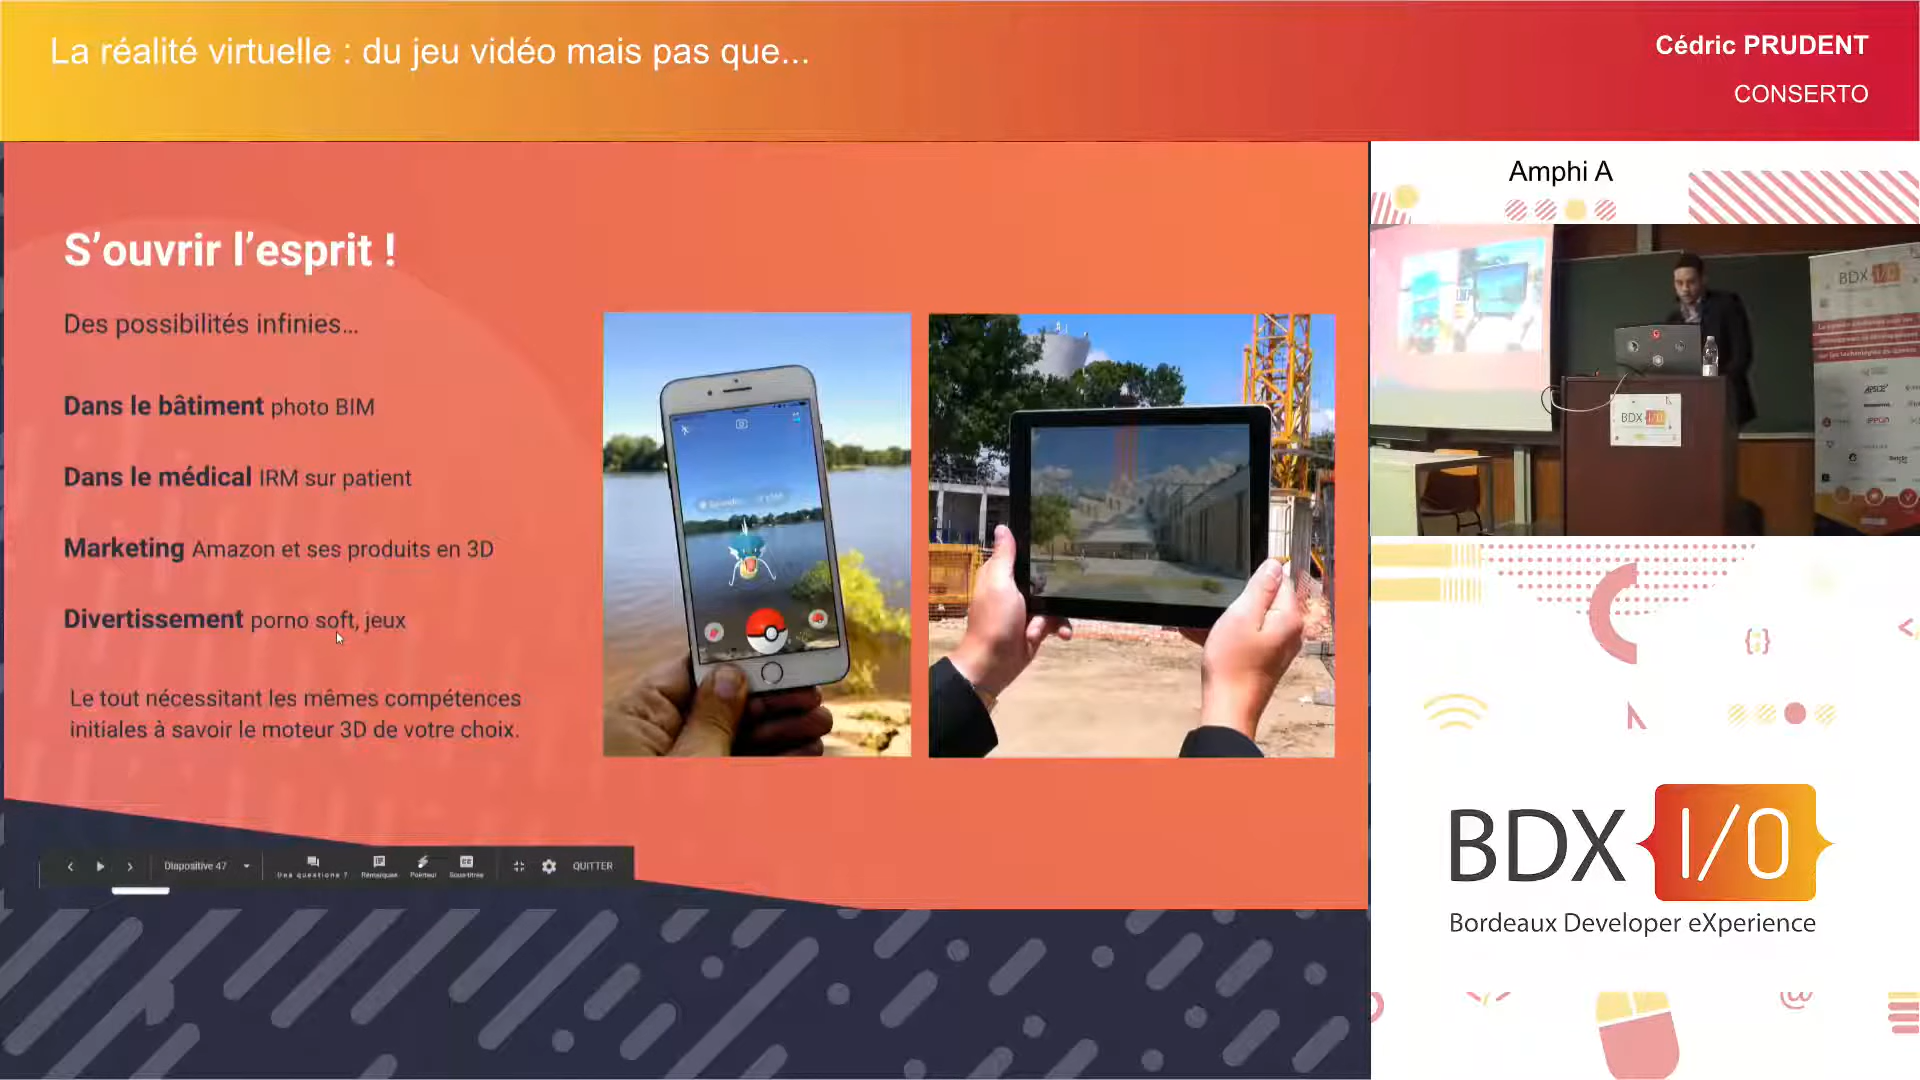 La réalité virtuelle : du jeu vidéo mais pas que...
Cédric PRUDENT
CONSERTO
Amphi A
S'ouvrir l'esprit !
Des possibilités infinies...
Dans le bâtiment photo BIM
Dans le médical IRM sur patient
Marketing Amazon et ses produits en 3D
Divertissement porno soft, jeux
Le tout nécessitant les mêmes compétences
initiales à savoir le moteur 3D de votre choix.
Diapositive 47
Des questions ?
Remarques
Pointeur
Sous-titres
QUITTER
BDX I/O
BDX I/O
BDX I/O
Bordeaux Developer eXperience